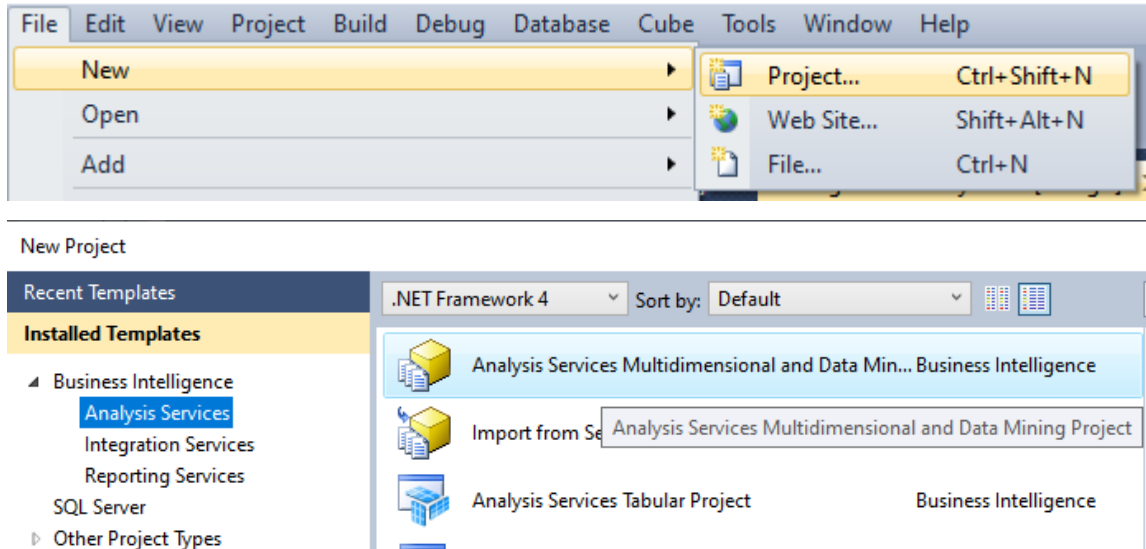 File Edit View Project Build Debug Database Cube Tools Window Help
New
Project... Ctrl+Shift+N
Open
Web Site... Shift+Alt+N
Add
File... Ctrl+N
New Project
Recent Templates
.NET Framework 4 Sort by: Default
Installed Templates
Analysis Services Multidimensional and Data Min... Business Intelligence
Business Intelligence
Analysis Services
Import from Se
Analysis Services Multidimensional and Data Mining Project
Integration Services
Reporting Services
Analysis Services Tabular Project Business Intelligence
SQL Server
Other Project Types